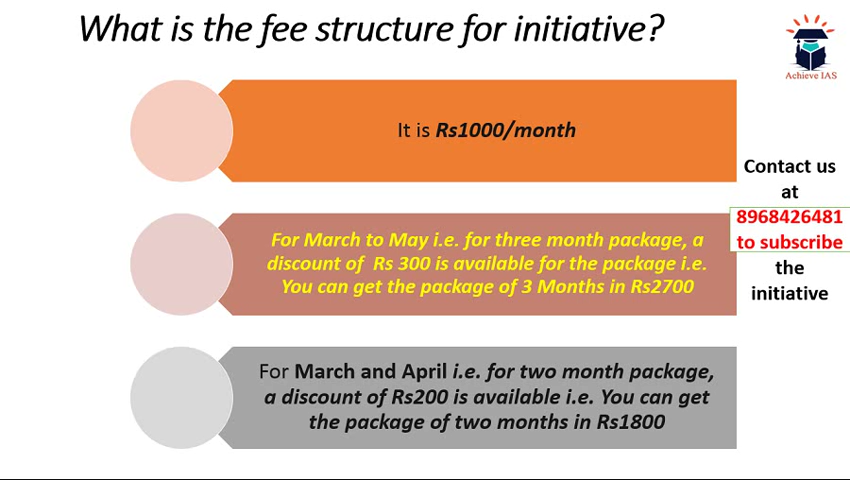 What is the fee structure for initiative?
Achieve IAS
It is Rs1000/month
For March to May i.e. for three month package, a
discount of Rs 300 is available for the package i.e.
You can get the package of 3 Months in Rs2700
For March and April i.e. for two month package,
a discount of Rs200 is available i.e. You can get
the package of two months in Rs1800
Contact us
at
8968426481
to subscribe
the
initiative